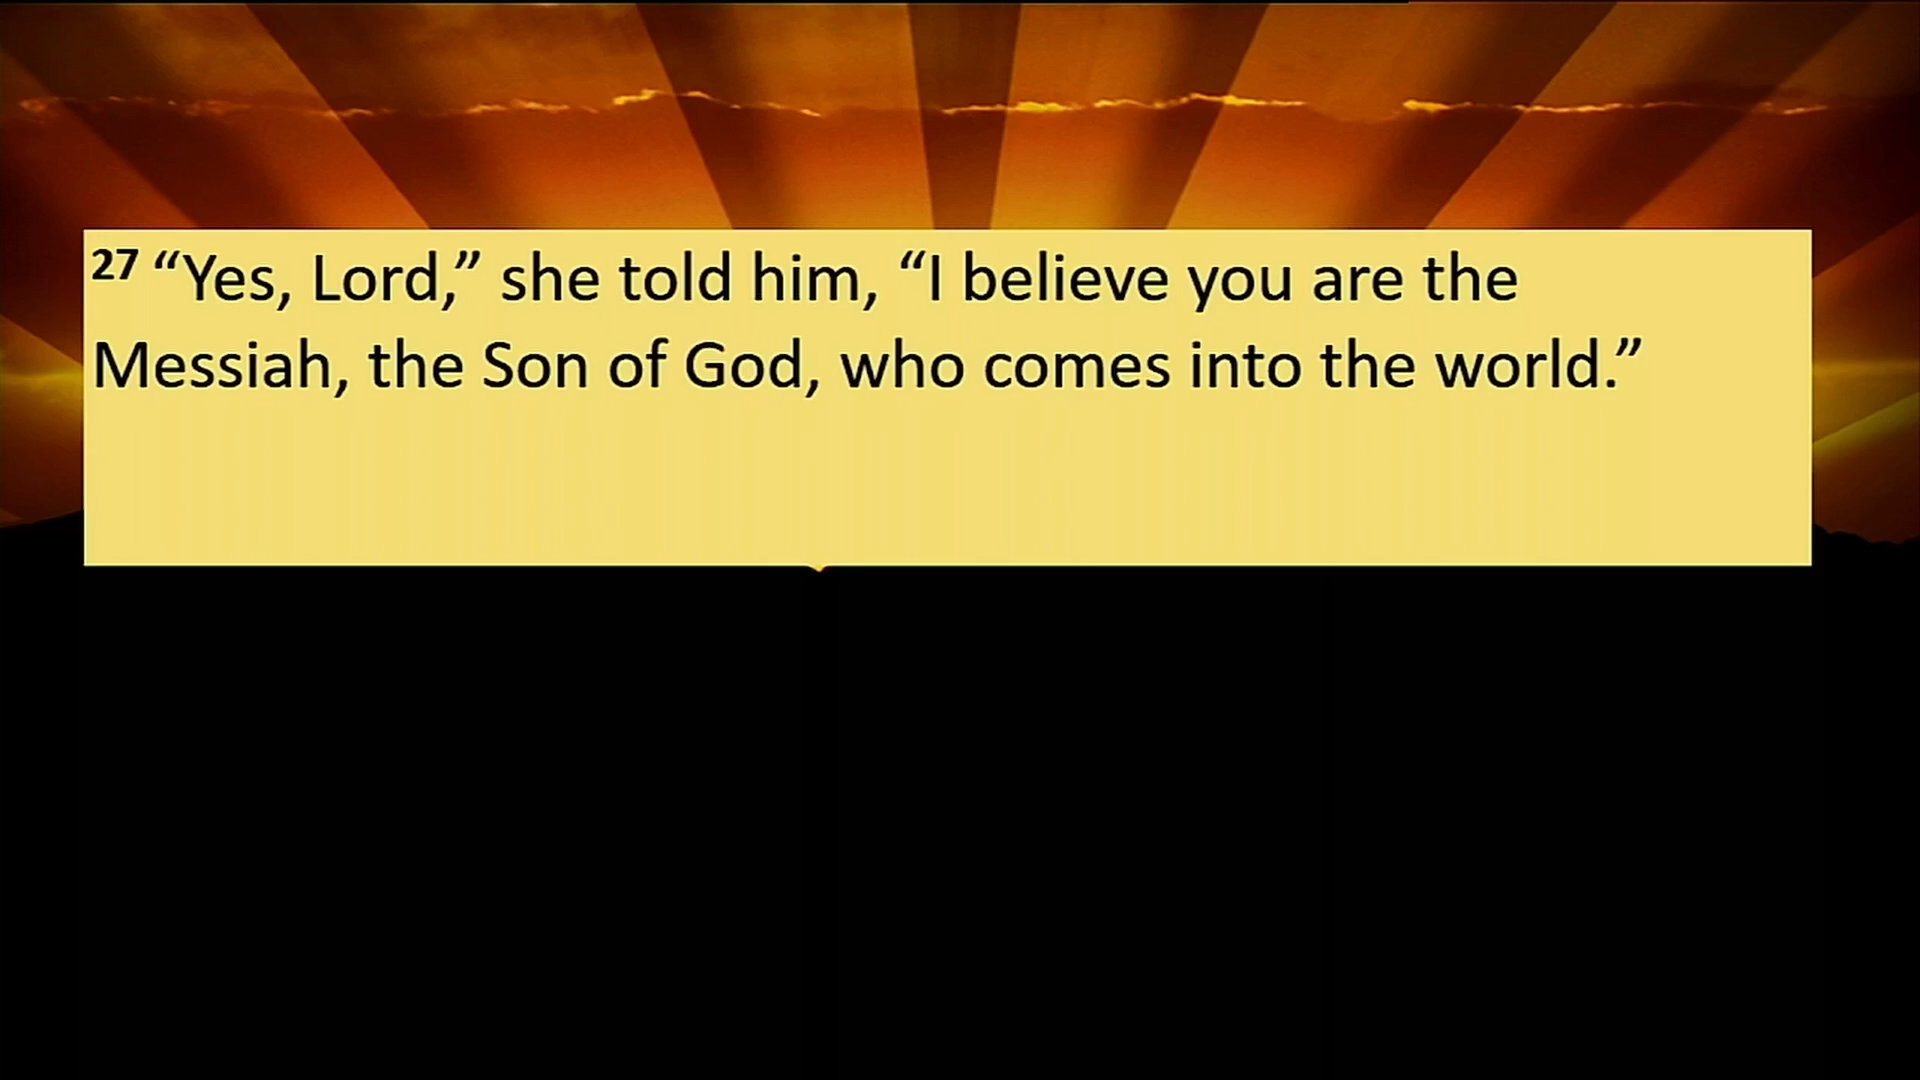 27 “Yes, Lord,” she told him, “I believe you are the
Messiah, the Son of God, who comes into the world.”